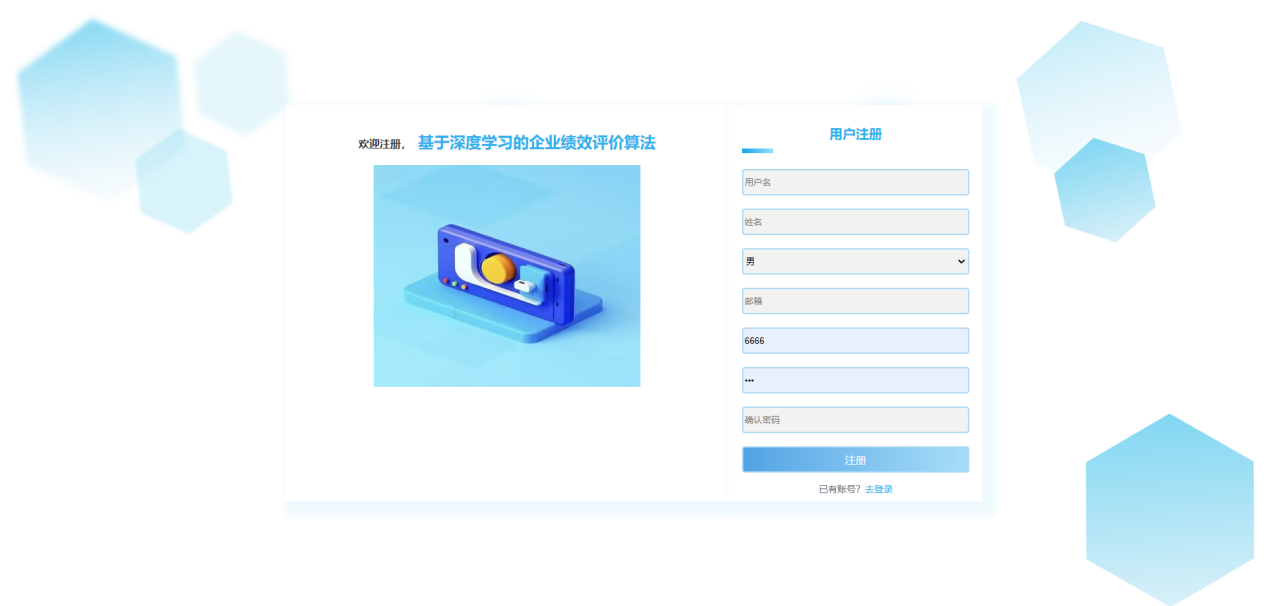 欢迎注册， 基于深度学习的企业绩效评价算法
用户注册
用户名
姓名
男
邮箱
6666
•••
确认密码
注册
已有账号？去登录